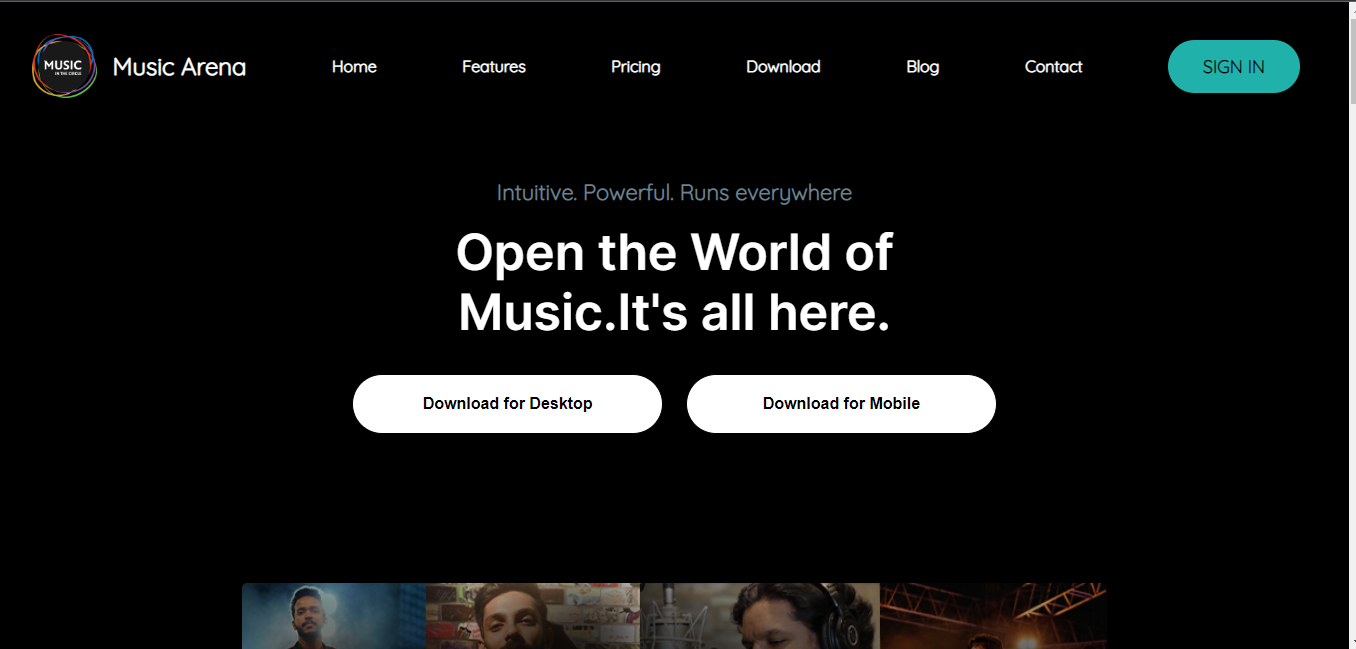 MUSIC
IN THE CIRCLE
Music Arena
Home
Features
Pricing
Download
Blog
Contact
SIGN IN
Intuitive. Powerful. Runs everywhere
Open the World of
Music.It's all here.
Download for Desktop
Download for Mobile